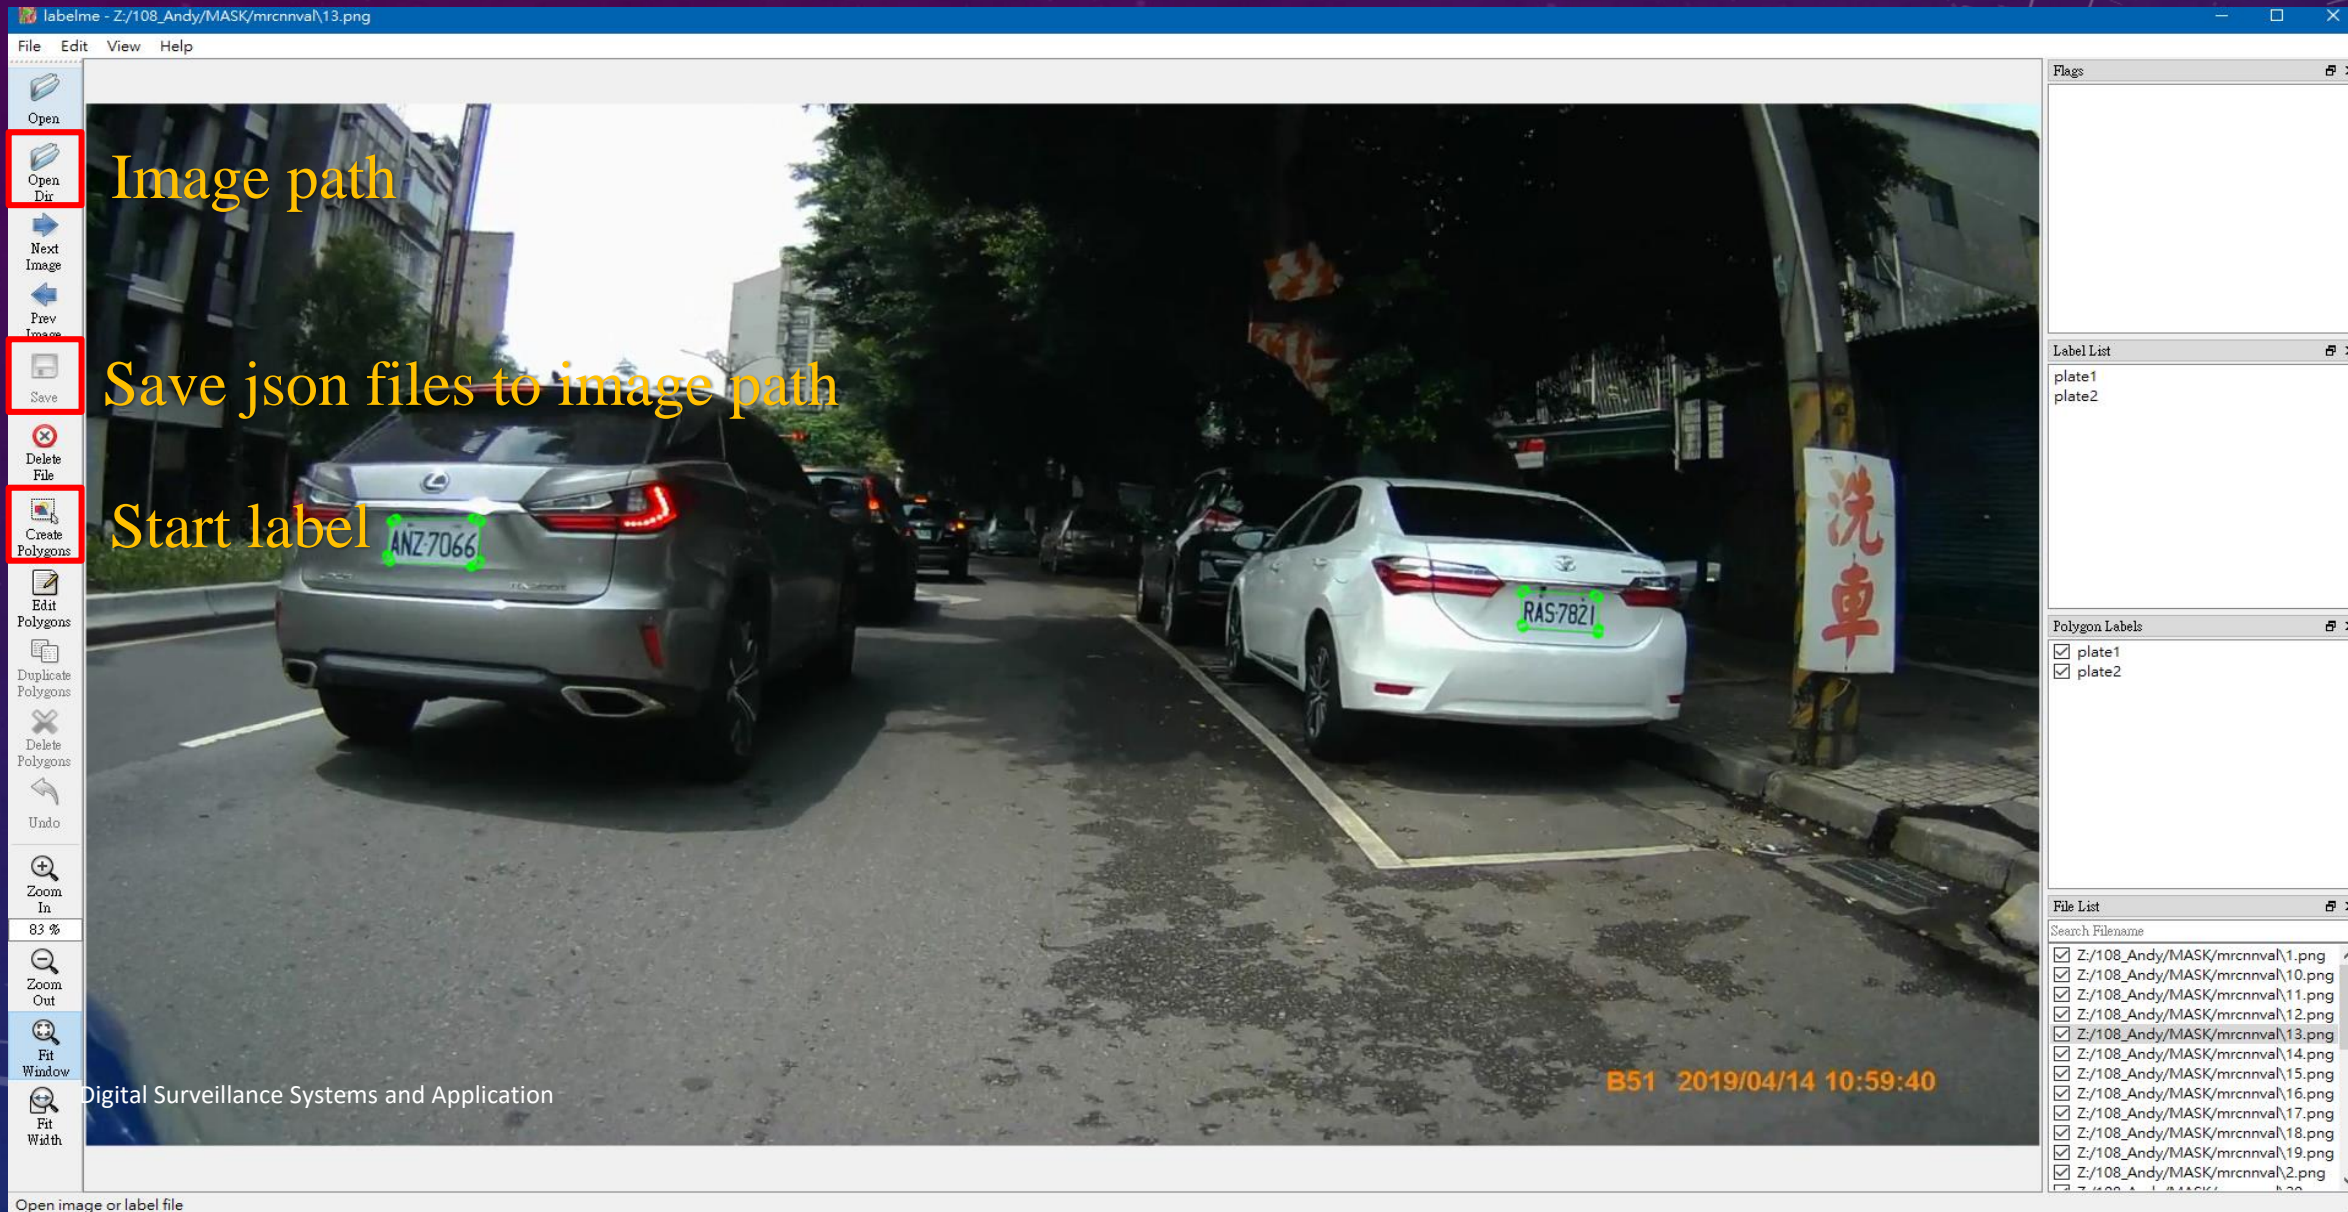 labelme - Z:/108_Andy/MASK/mrcnnval\13.png
File Edit View Help
Open
Open
Dir
Next
Image
Prev
Image
Save
Delete
File
Create
Polygons
Edit
Polygons
Duplicate
Polygons
Delete
Polygons
Undo
Zoom
In
83 %
Zoom
Out
Fit
Window
Fit
Width
Image path
Save json files to image path
Start label
ANZ-7066
RAS-7821
洗
車
B51 2019/04/14 10:59:40
Digital Surveillance Systems and Application
Flags
Label List
plate1
plate2
Polygon Labels
plate1
plate2
File List
Search Filename
Z:/108_Andy/MASK/mrcnnval\1.png
Z:/108_Andy/MASK/mrcnnval\10.png
Z:/108_Andy/MASK/mrcnnval\11.png
Z:/108_Andy/MASK/mrcnnval\12.png
Z:/108_Andy/MASK/mrcnnval\13.png
Z:/108_Andy/MASK/mrcnnval\14.png
Z:/108_Andy/MASK/mrcnnval\15.png
Z:/108_Andy/MASK/mrcnnval\16.png
Z:/108_Andy/MASK/mrcnnval\17.png
Z:/108_Andy/MASK/mrcnnval\18.png
Z:/108_Andy/MASK/mrcnnval\19.png
Z:/108_Andy/MASK/mrcnnval\2.png
Open image or label file